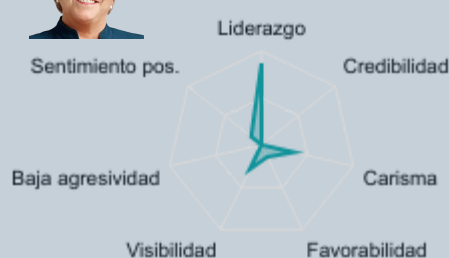 Liderazgo
Sentimiento pos.
Credibilidad
Baja agresividad
Carisma
Visibilidad
Favorabilidad